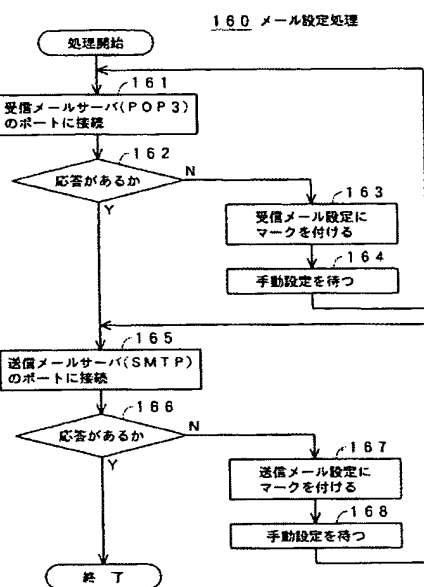 160 メール設定処理
処理開始
161
受信メールサーバ(POP3)
のポートに接続
162
応答があるか
N
Y
163
受信メール設定に
マークを付ける
164
手動設定を待つ
165
送信メールサーバ(SMTP)
のポートに接続
166
応答があるか
N
Y
167
送信メール設定に
マークを付ける
168
手動設定を待つ
終 了